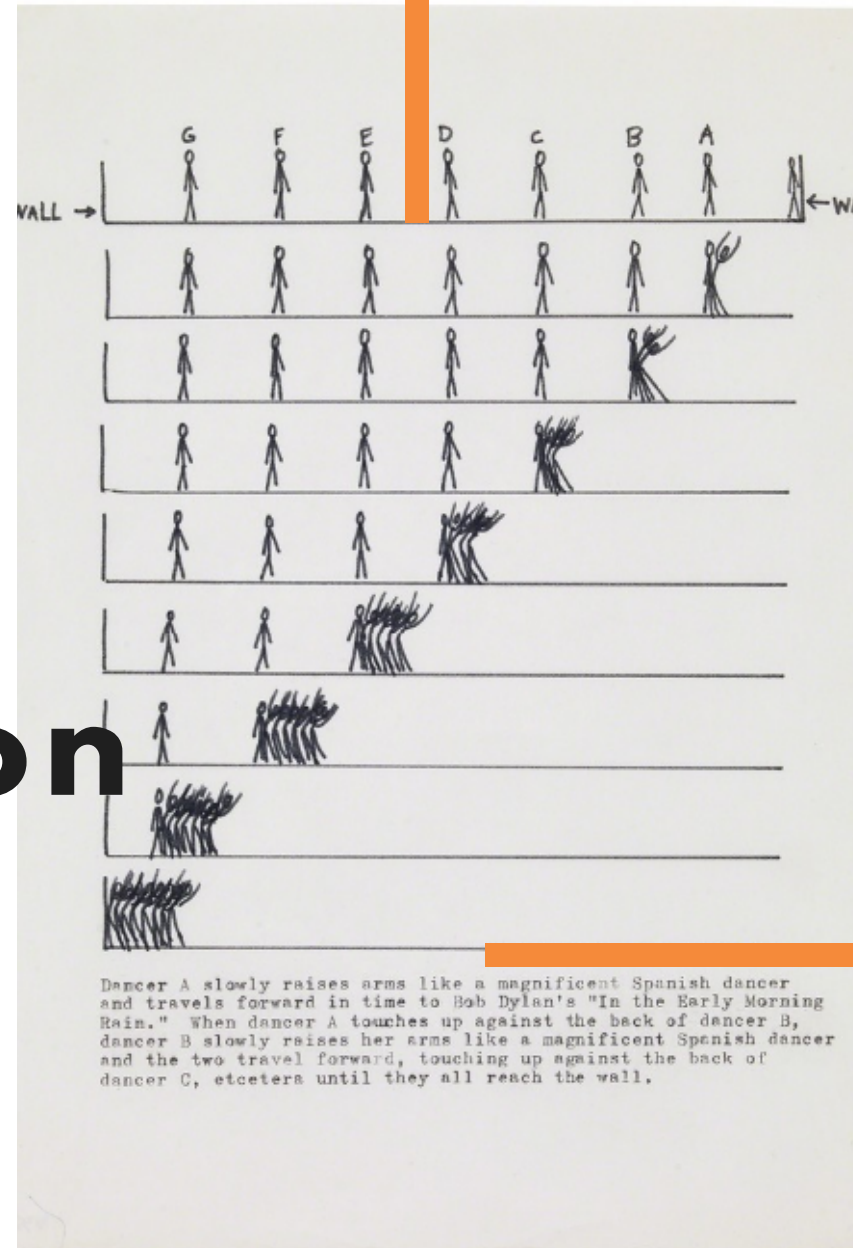 G F E D C B A
WALL → ← W
on
Dancer A slowly raises arms like a magnificent Spanish dancer
and travels forward in time to Bob Dylan's "In the Early Morning
Rain." When dancer A touches up against the back of dancer B,
dancer B slowly raises her arms like a magnificent Spanish dancer
and the two travel forward, touching up against the back of
dancer C, etcetera until they all reach the wall.